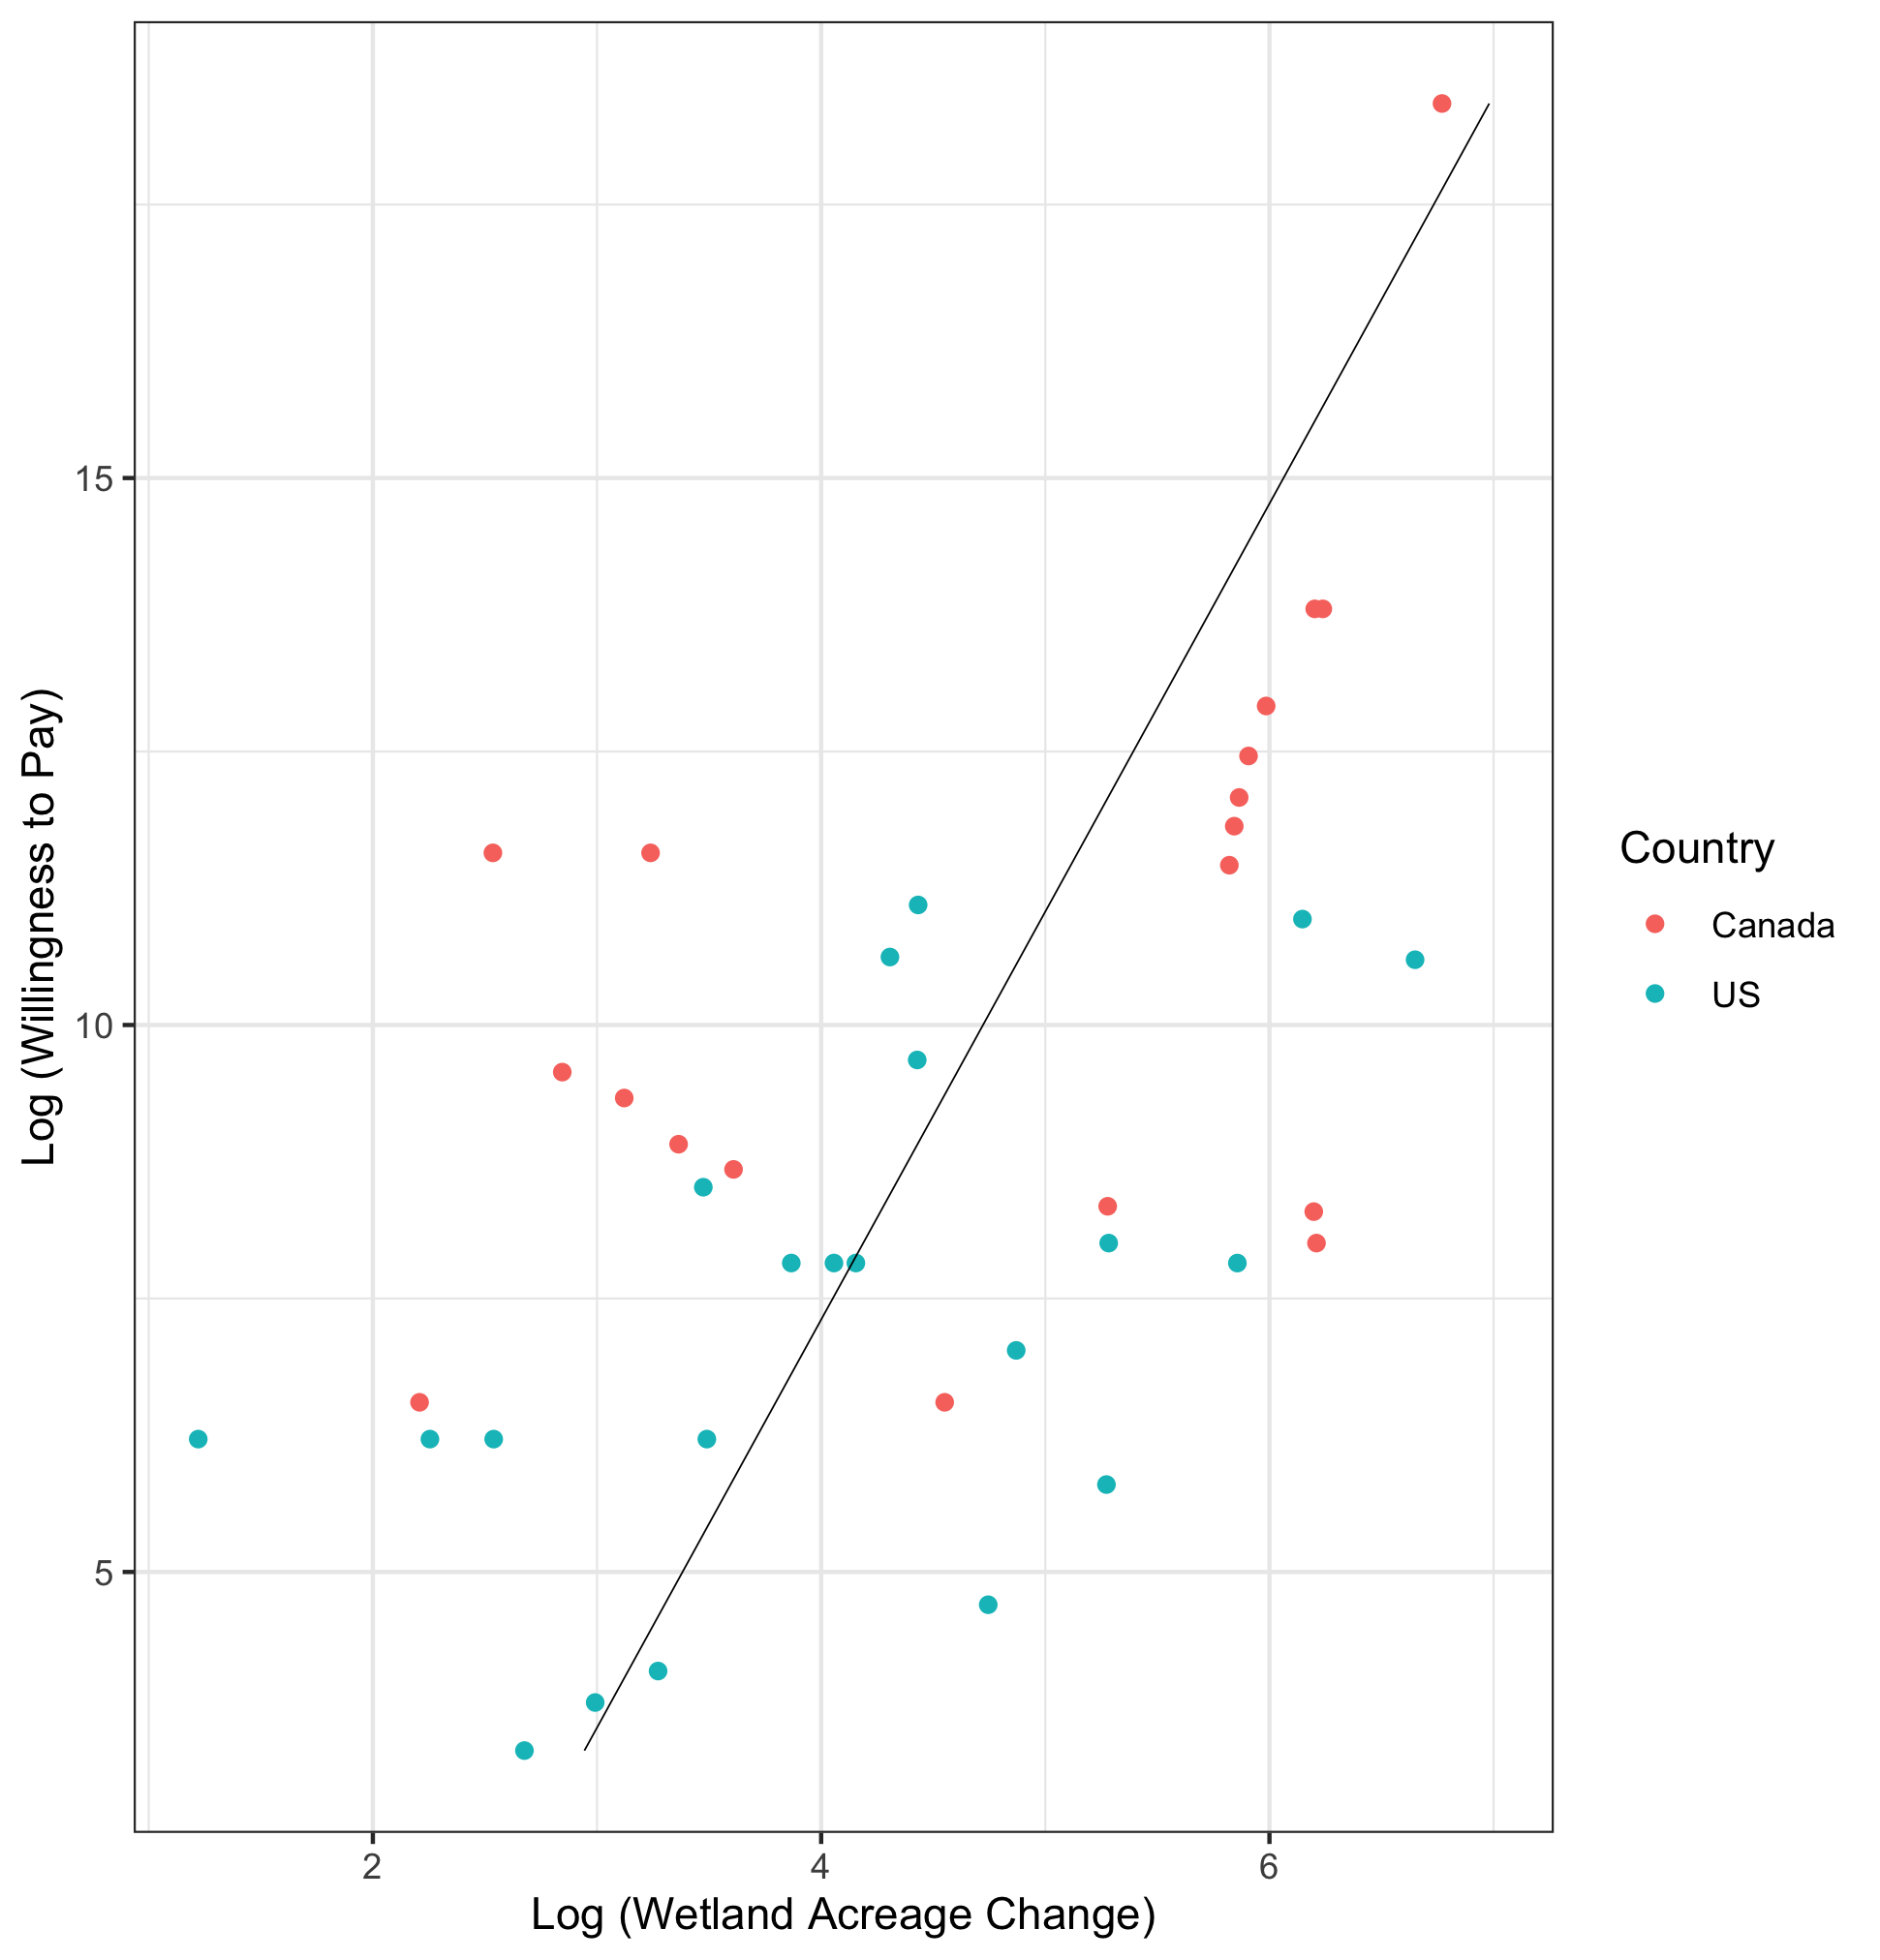 Log (Willingness to Pay)
15
10
5
2 4 6
Log (Wetland Acreage Change)
Country
Canada
US